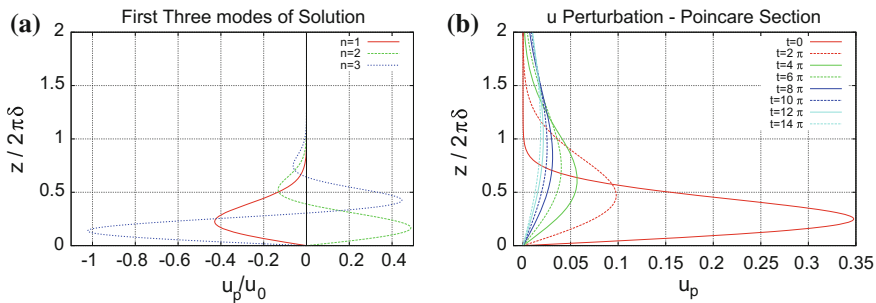 (a)
First Three modes of Solution
n=1
n=2
n=3
2
1.5
1
0.5
0
z / 2πδ
-1 -0.8 -0.6 -0.4 -0.2 0 0.2 0.4
u_p/u_0
(b)
u Perturbation - Poincare Section
t=0
t=2 π
t=4 π
t=6 π
t=8 π
t=10 π
t=12 π
t=14 π
2
1.5
1
0.5
0
z / 2πδ
0 0.05 0.1 0.15 0.2 0.25 0.3 0.35
u_p